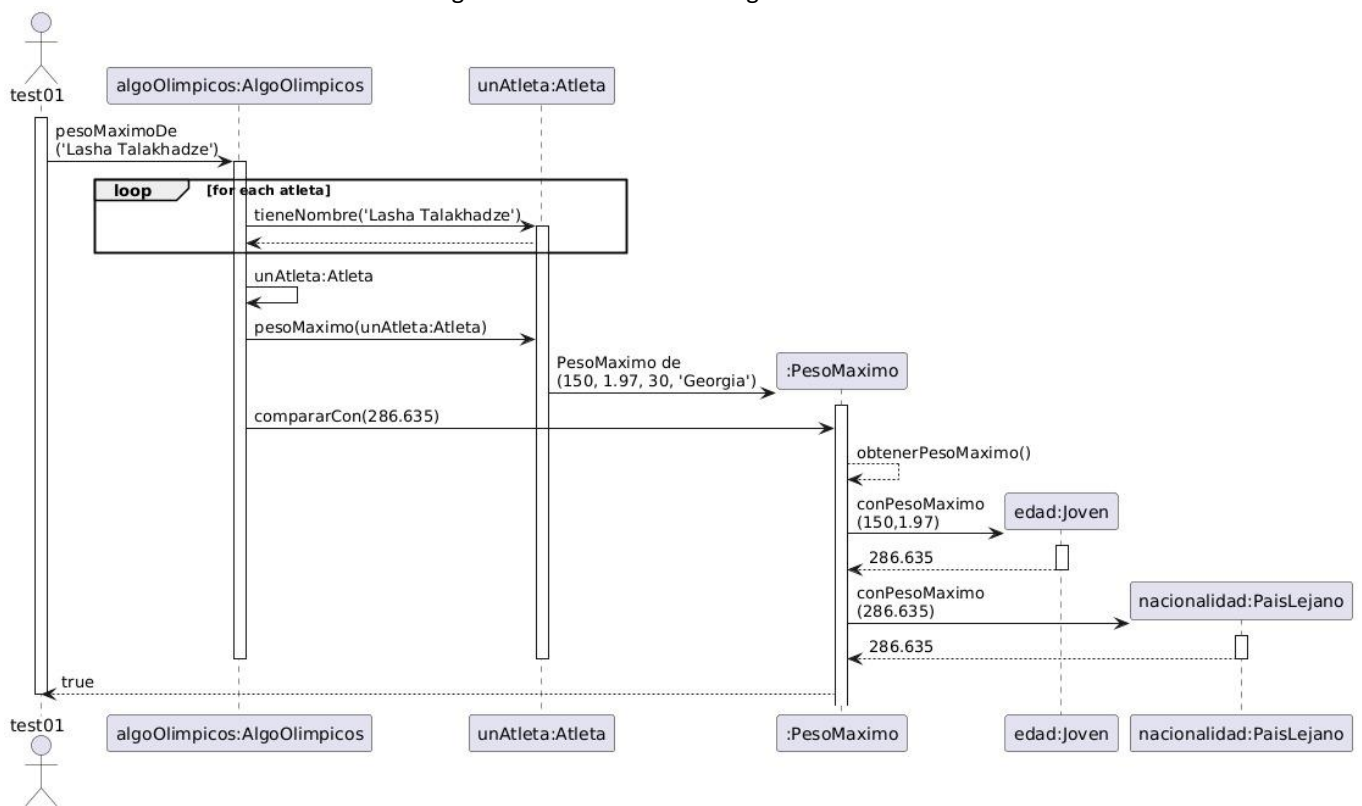 test01
algoOlimpicos:AlgoOlimpicos
unAtleta:Atleta
pesoMaximoDe
('Lasha Talakhadze')
loop
[for each atleta]
tieneNombre('Lasha Talakhadze')
unAtleta:Atleta
pesoMaximo(unAtleta:Atleta)
PesoMaximo de
(150, 1.97, 30, 'Georgia')
:PesoMaximo
compararCon(286.635)
obtenerPesoMaximo()
conPesoMaximo
(150,1.97)
edad:Joven
286.635
conPesoMaximo
(286.635)
nacionalidad:PaisLejano
286.635
true
test01
algoOlimpicos:AlgoOlimpicos
unAtleta:Atleta
:PesoMaximo
edad:Joven
nacionalidad:PaisLejano